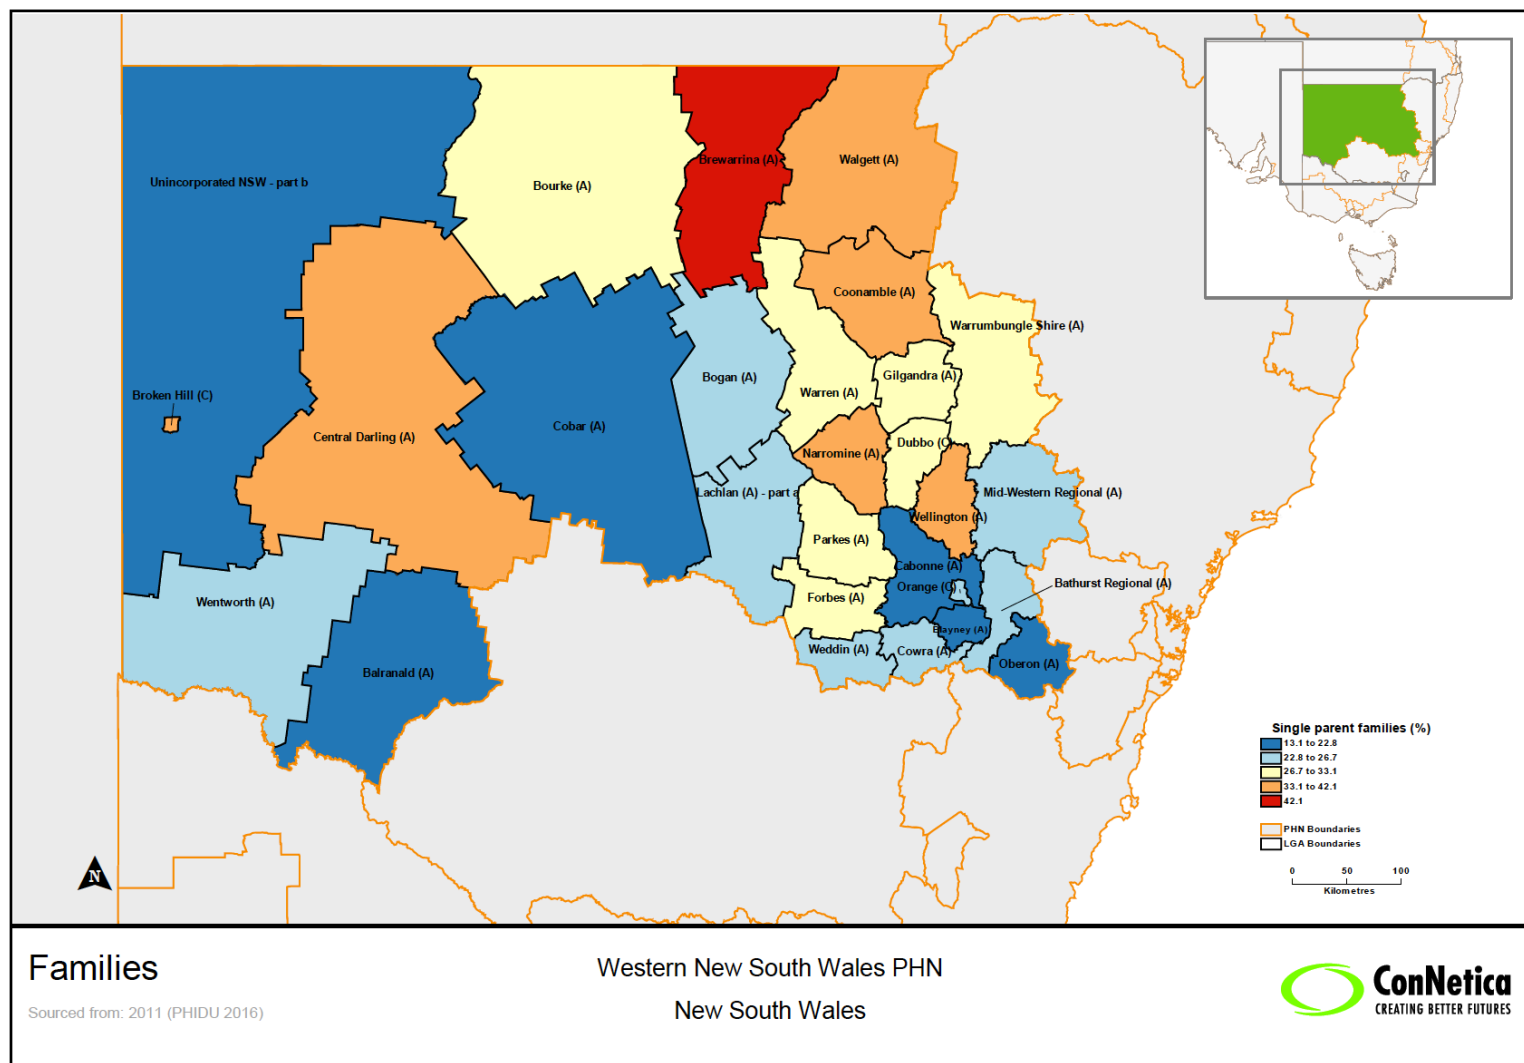 Unincorporated NSW - part b
Bourke (A)
Brewarrina (A)
Walgett (A)
Coonamble (A)
Warrumbungle Shire (A)
Broken Hill (C)
Central Darling (A)
Cobar (A)
Bogan (A)
Warren (A)
Gilgandra (A)
Dubbo (C)
Narromine (A)
Lachlan (A) - part a
Mid-Western Regional (A)
Wellington (A)
Parkes (A)
Cabonne (A)
Orange (C)
Bathurst Regional (A)
Wentworth (A)
Forbes (A)
Blayney (A)
Weddin (A)
Cowra (A)
Oberon (A)
Balranald (A)
Single parent families (%)
13.1 to 22.8
22.8 to 26.7
26.7 to 33.1
33.1 to 42.1
42.1
PHN Boundaries
LGA Boundaries
0 50 100
Kilometres
N
Families
Sourced from: 2011 (PHIDU 2016)
Western New South Wales PHN
New South Wales
ConNetica
CREATING BETTER FUTURES